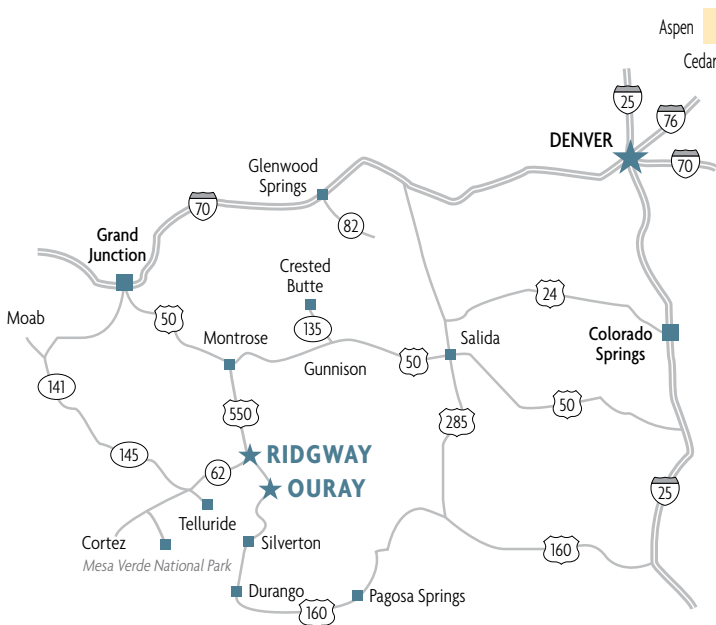 Aspen
Cedar
25
76
DENVER
70
Glenwood
Springs
70
82
Grand
Junction
Crested
Butte
24
Moab
50
135
Salida
Colorado
Springs
Montrose
Gunnison
50
141
550
50
285
145
RIDGWAY
62
OURAY
25
Telluride
Cortez
Silverton
160
Mesa Verde National Park
Durango
160
Pagosa Springs